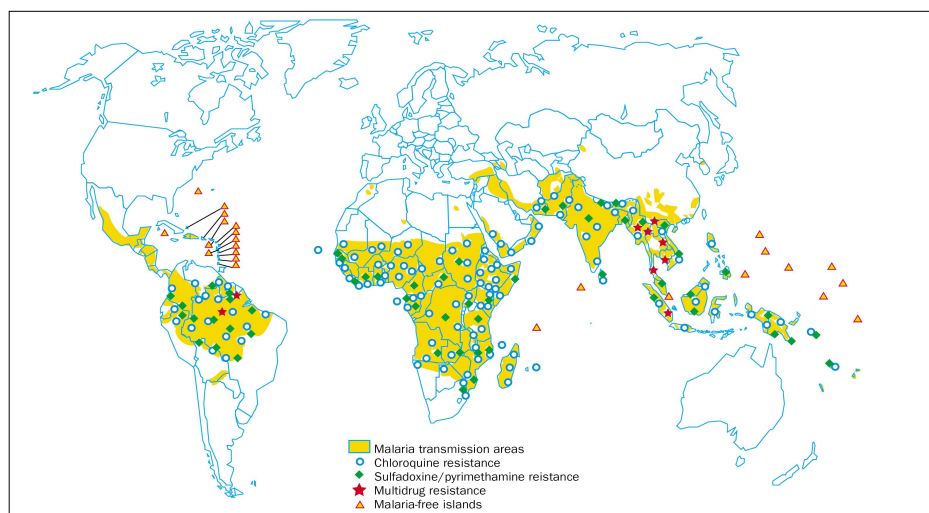 Malaria transmission areas
Chloroquine resistance
Sulfadoxine/pyrimethamine reistance
Multidrug resistance
Malaria-free islands